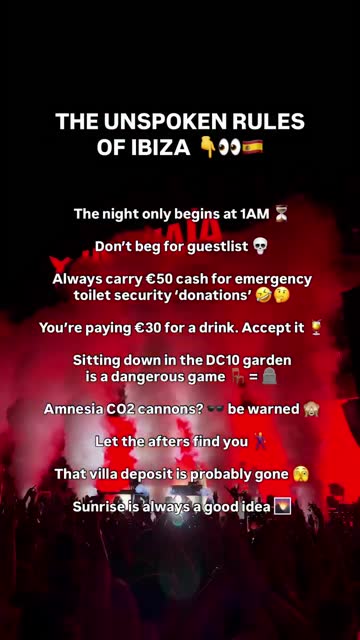 THE UNSPOKEN RULES
OF IBIZA 👇👀🇪🇸
The night only begins at 1AM ⏳
Don't beg for guestlist 💀
Always carry €50 cash for emergency
toilet security ‘donations’ 🤣🤔
You're paying €30 for a drink. Accept it 🍹
Sitting down in the DC10 garden
is a dangerous game 🪑=🪦
Amnesia CO2 cannons? 🕶️ be warned 🙈
Let the afters find you 🕺
That villa deposit is probably gone 🫣
Sunrise is always a good idea 🌄